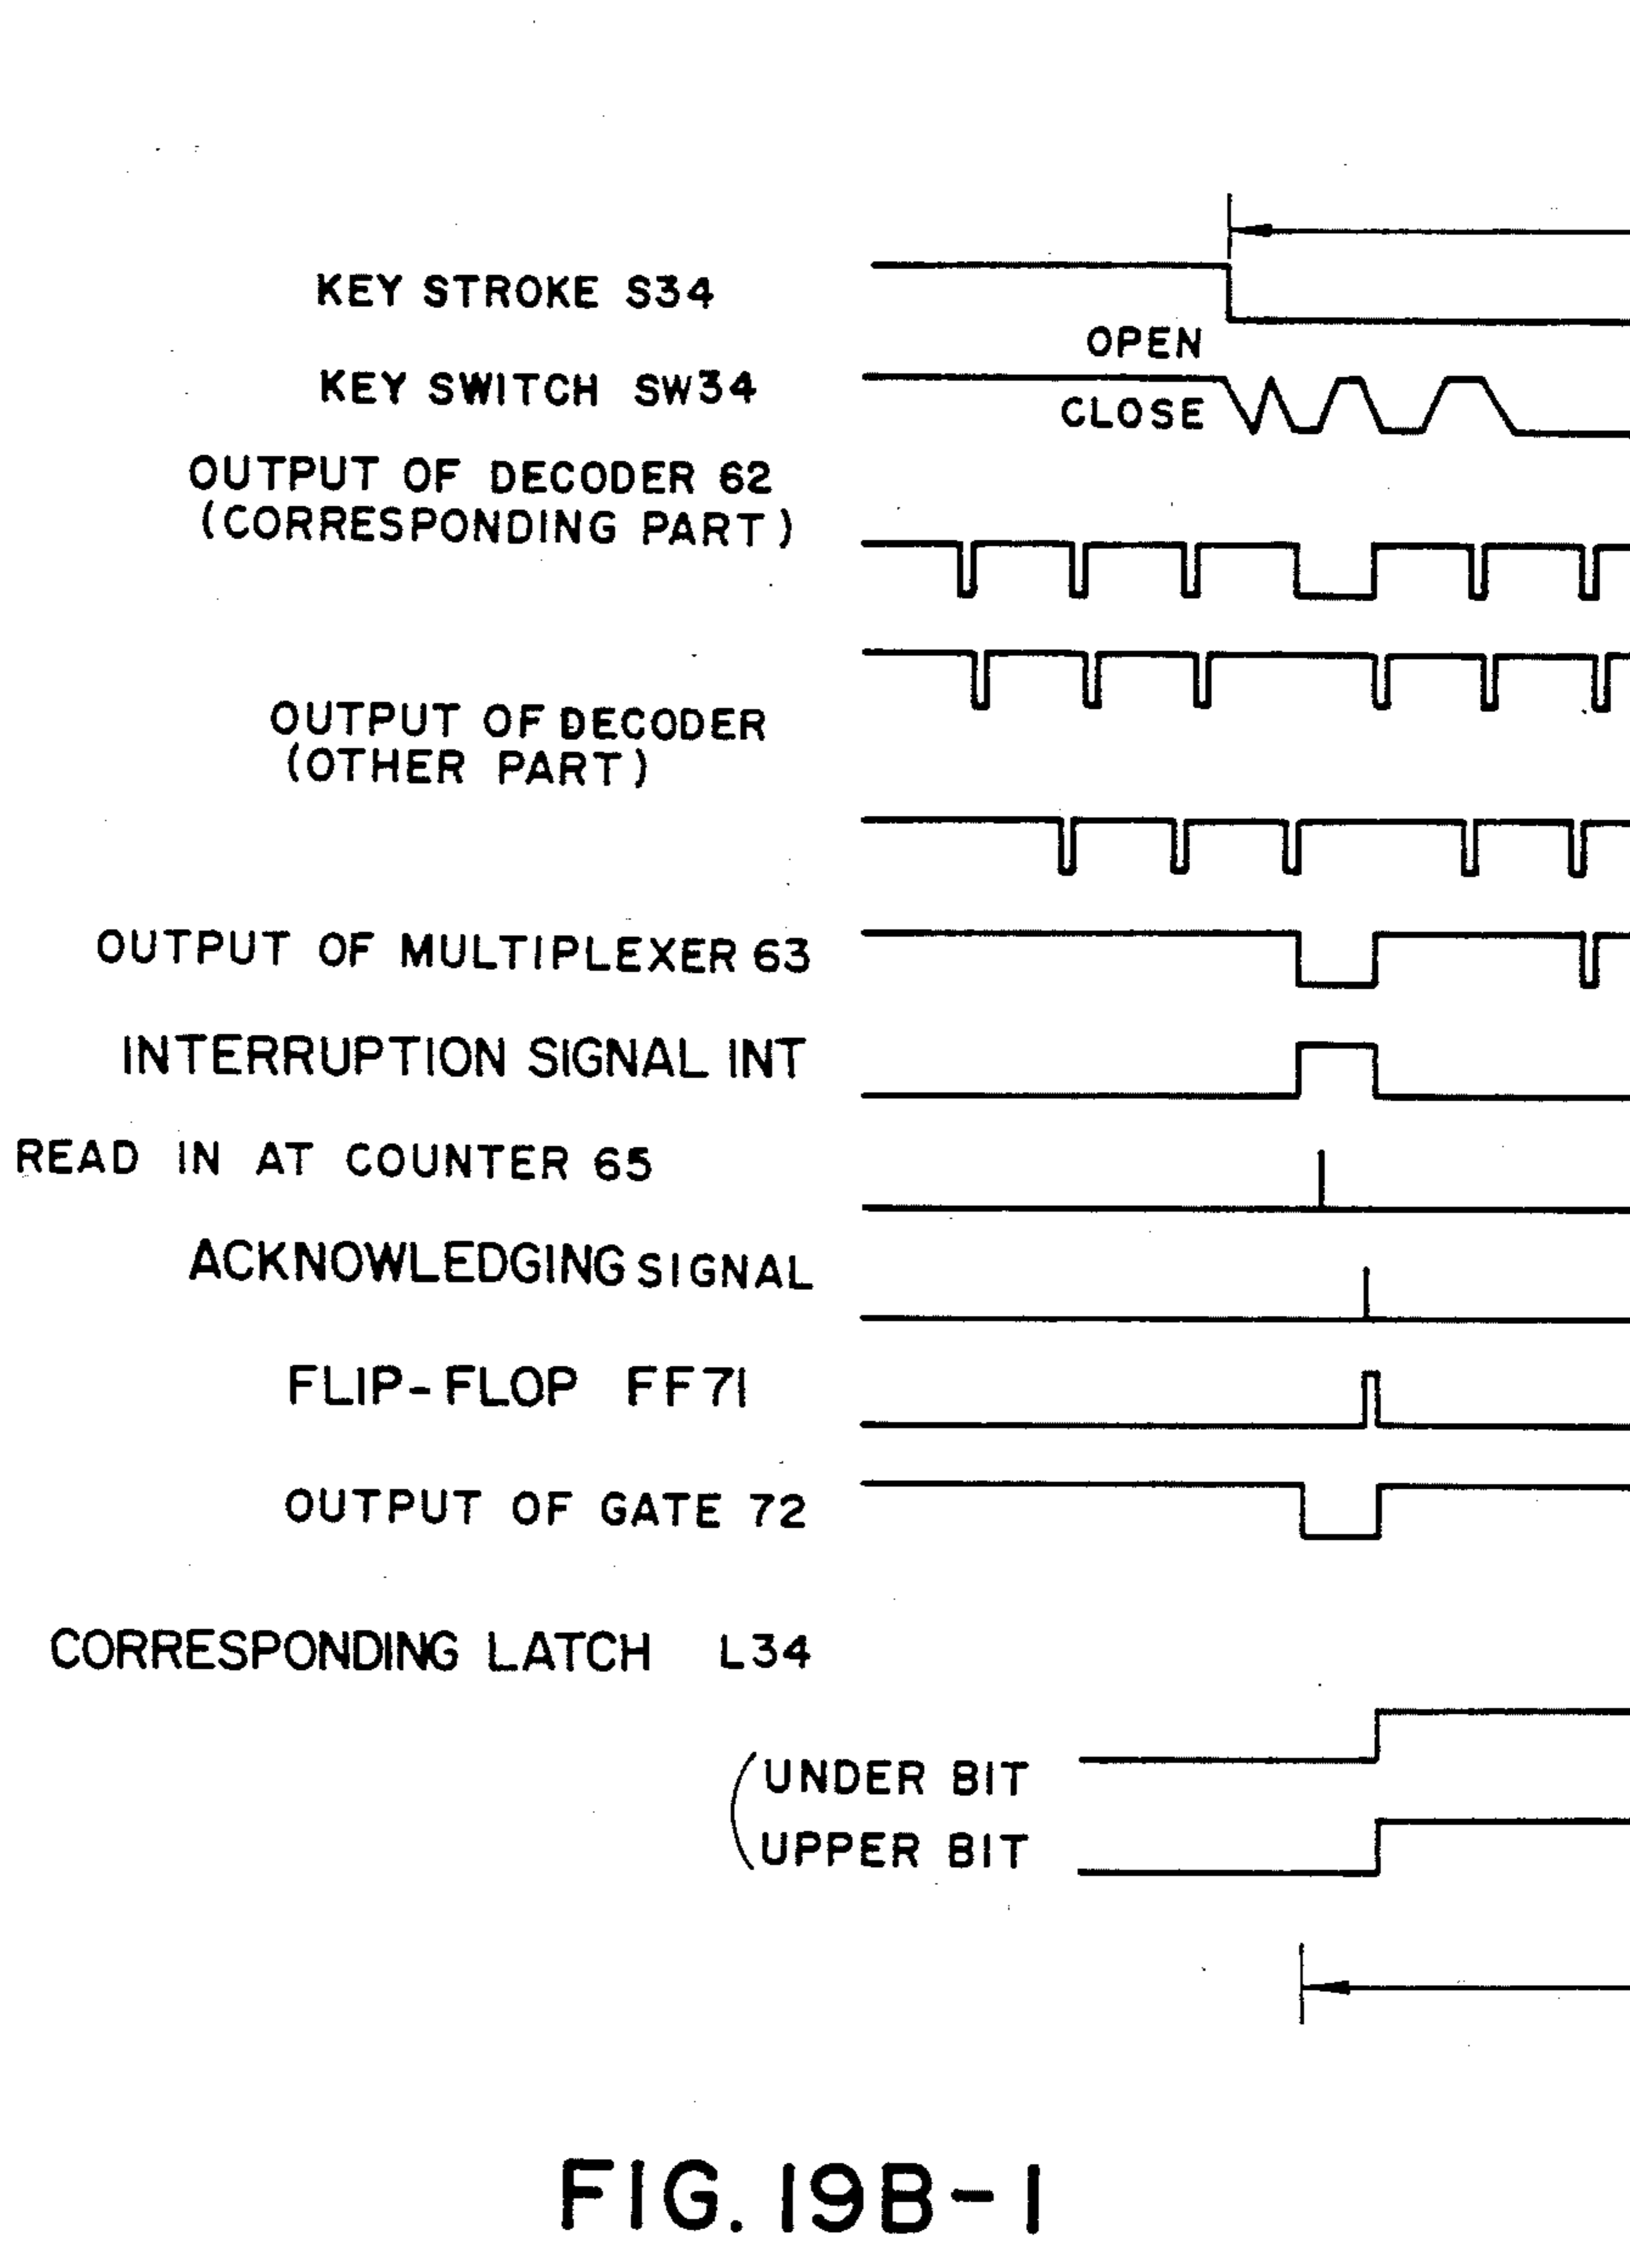 KEY STROKE S34
OPEN
KEY SWITCH SW34
CLOSE
OUTPUT OF DECODER 62
(CORRESPONDING PART)
OUTPUT OF DECODER
(OTHER PART)
OUTPUT OF MULTIPLEXER 63
INTERRUPTION SIGNAL INT
READ IN AT COUNTER 65
ACKNOWLEDGING SIGNAL
FLIP-FLOP FF71
OUTPUT OF GATE 72
CORRESPONDING LATCH L34
(UNDER BIT
UPPER BIT
FIG. 19B-1